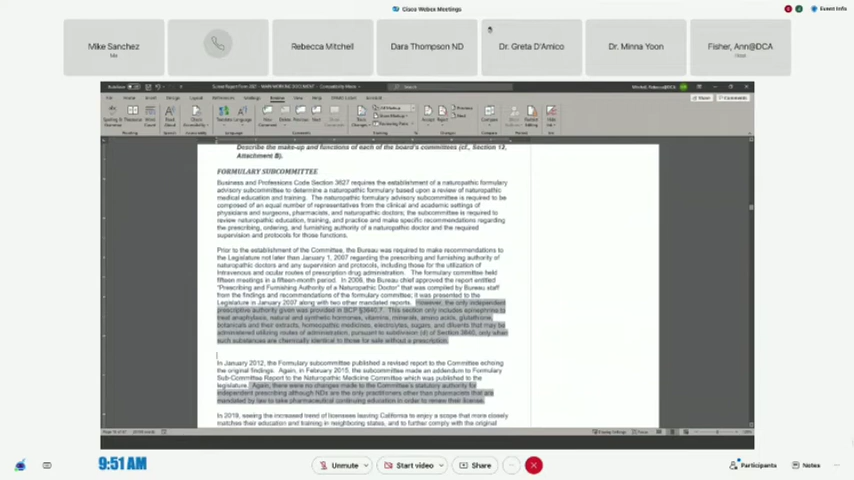 Cisco Webex Meetings
Event Info
Mike Sanchez
Me
Rebecca Mitchell
Dara Thompson ND
Dr. Greta D'Amico
Dr. Minna Yoon
Fisher, Ann@DCA
Host
Describe the make-up and functions of each of the board's committees (cf., Section 12,
Attachment B).
FORMULARY SUBCOMMITTEE
Business and Professions Code Section 3627 requires the establishment of a naturopathic formulary
advisory subcommittee to determine a naturopathic formulary based upon a review of naturopathic
medical education and training. The naturopathic formulary advisory subcommittee is required to be
composed of an equal number of representatives from the clinical and academic settings of
physicians and surgeons, pharmacists, and naturopathic doctors; the subcommittee is required to
review naturopathic education, training, and practice and make specific recommendations regarding
the prescribing, ordering, and furnishing authority of a naturopathic doctor and the required
supervision and protocols for those functions.
Prior to the establishment of the Committee, the Bureau was required to make recommendations to
the Legislature not later than January 1, 2007 regarding the prescribing and furnishing authority of
naturopathic doctors and any supervision and protocols, including those for the utilization of
intravenous and ocular routes of prescription drug administration. The formulary committee held
fifteen meetings in a fifteen-month period. In 2006, the Bureau chief approved the report entitled
"Prescribing and Furnishing Authority of a Naturopathic Doctor" that was compiled by Bureau staff
from the findings and recommendations of the formulary committee; it was presented to the
Legislature in January 2007 along with two other mandated reports. However, the only independent
prescriptive authority given was provided in BCP §3640.7. This section only includes epinephrine to
treat anaphylaxis, natural and synthetic hormones, vitamins, minerals, amino acids, glutathione,
botanicals and their extracts, homeopathic medicines, electrolytes, sugars, and diluents that may be
administered utilizing routes of administration, pursuant to subdivision (d) of Section 3640, only when
such substances are chemically identical to those for sale without a prescription.
In January 2012, the Formulary subcommittee published a revised report to the Committee echoing
the original findings. Again, in February 2015, the subcommittee made an addendum to Formulary
Sub-Committee Report to the Naturopathic Medicine Committee which was published to the
legislature. Again, there were no changes made to the Committee's statutory authority for
independent prescribing although NDs are the only practitioners other than pharmacists that are
mandated by law to take pharmaceutical continuing education in order to renew their license.
In 2019, seeing the increased trend of licensees leaving California to enjoy a scope that more closely
matches their education and training in neighboring states, and to further comply with the original
9:51 AM
Unmute
Start video
Share
Participants
Notes